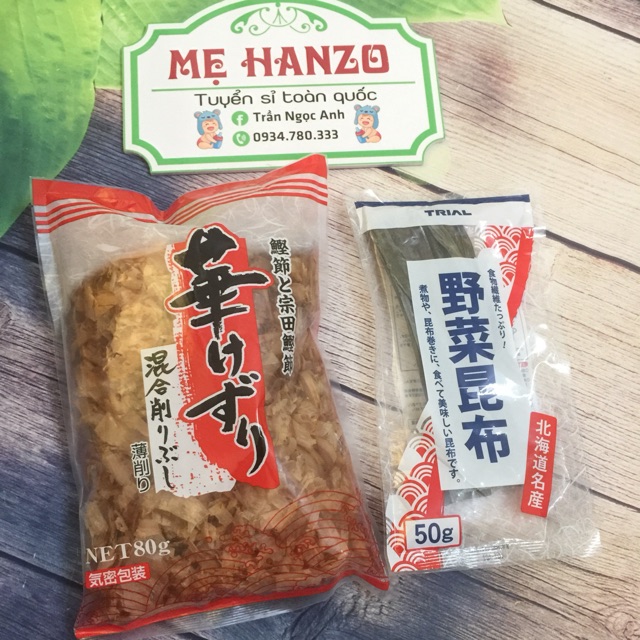 MẸ HANZO
Tuyển sỉ toàn quốc
Trần Ngọc Anh
0934.780.333
鰹節と宗田鰹節
華けずり
混合削りぶし
薄削り
NET80g
気密包装
TRIAL
食物繊維たっぷり!
野菜昆布
煮物や、昆布巻きに、食べて美味しい昆布です。
北海道名産
50g